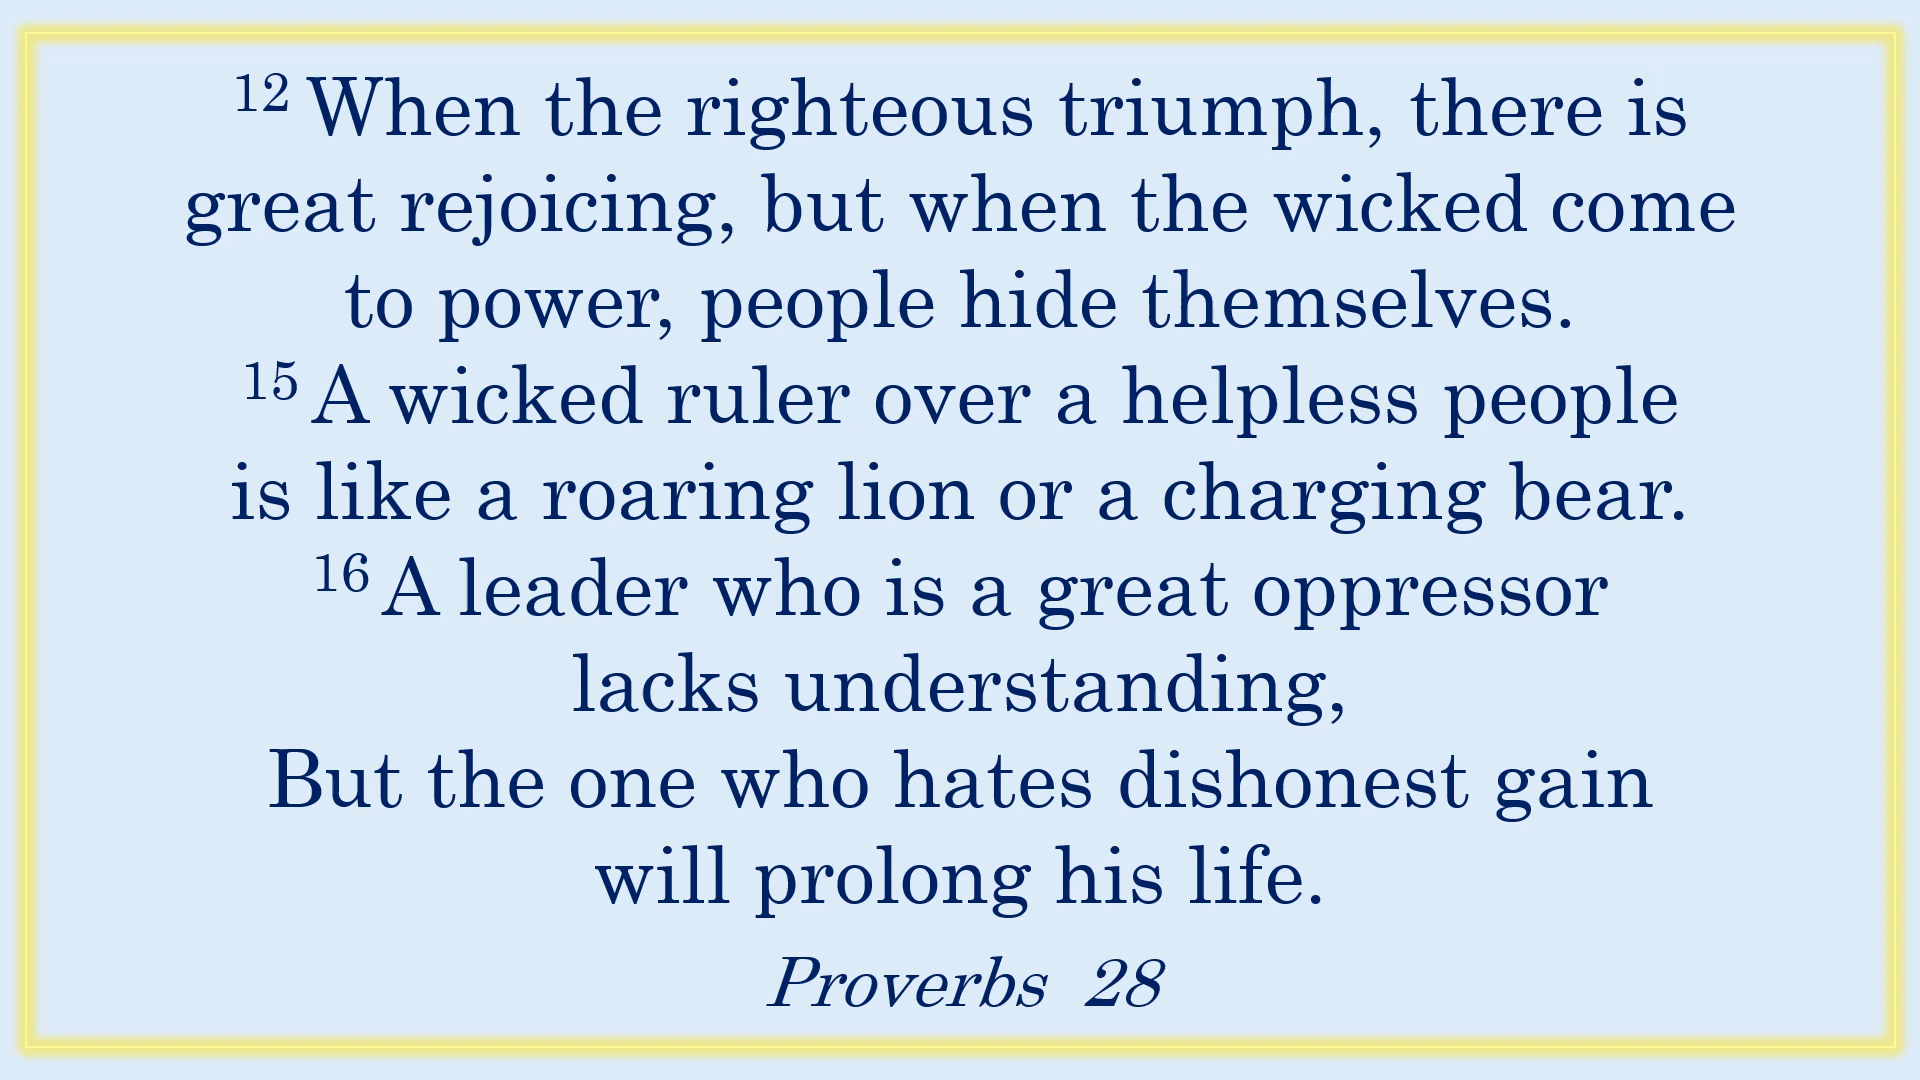 12 When the righteous triumph, there is
great rejoicing, but when the wicked come
to power, people hide themselves.
15 A wicked ruler over a helpless people
is like a roaring lion or a charging bear.
16 A leader who is a great oppressor
lacks understanding,
But the one who hates dishonest gain
will prolong his life.
Proverbs 28